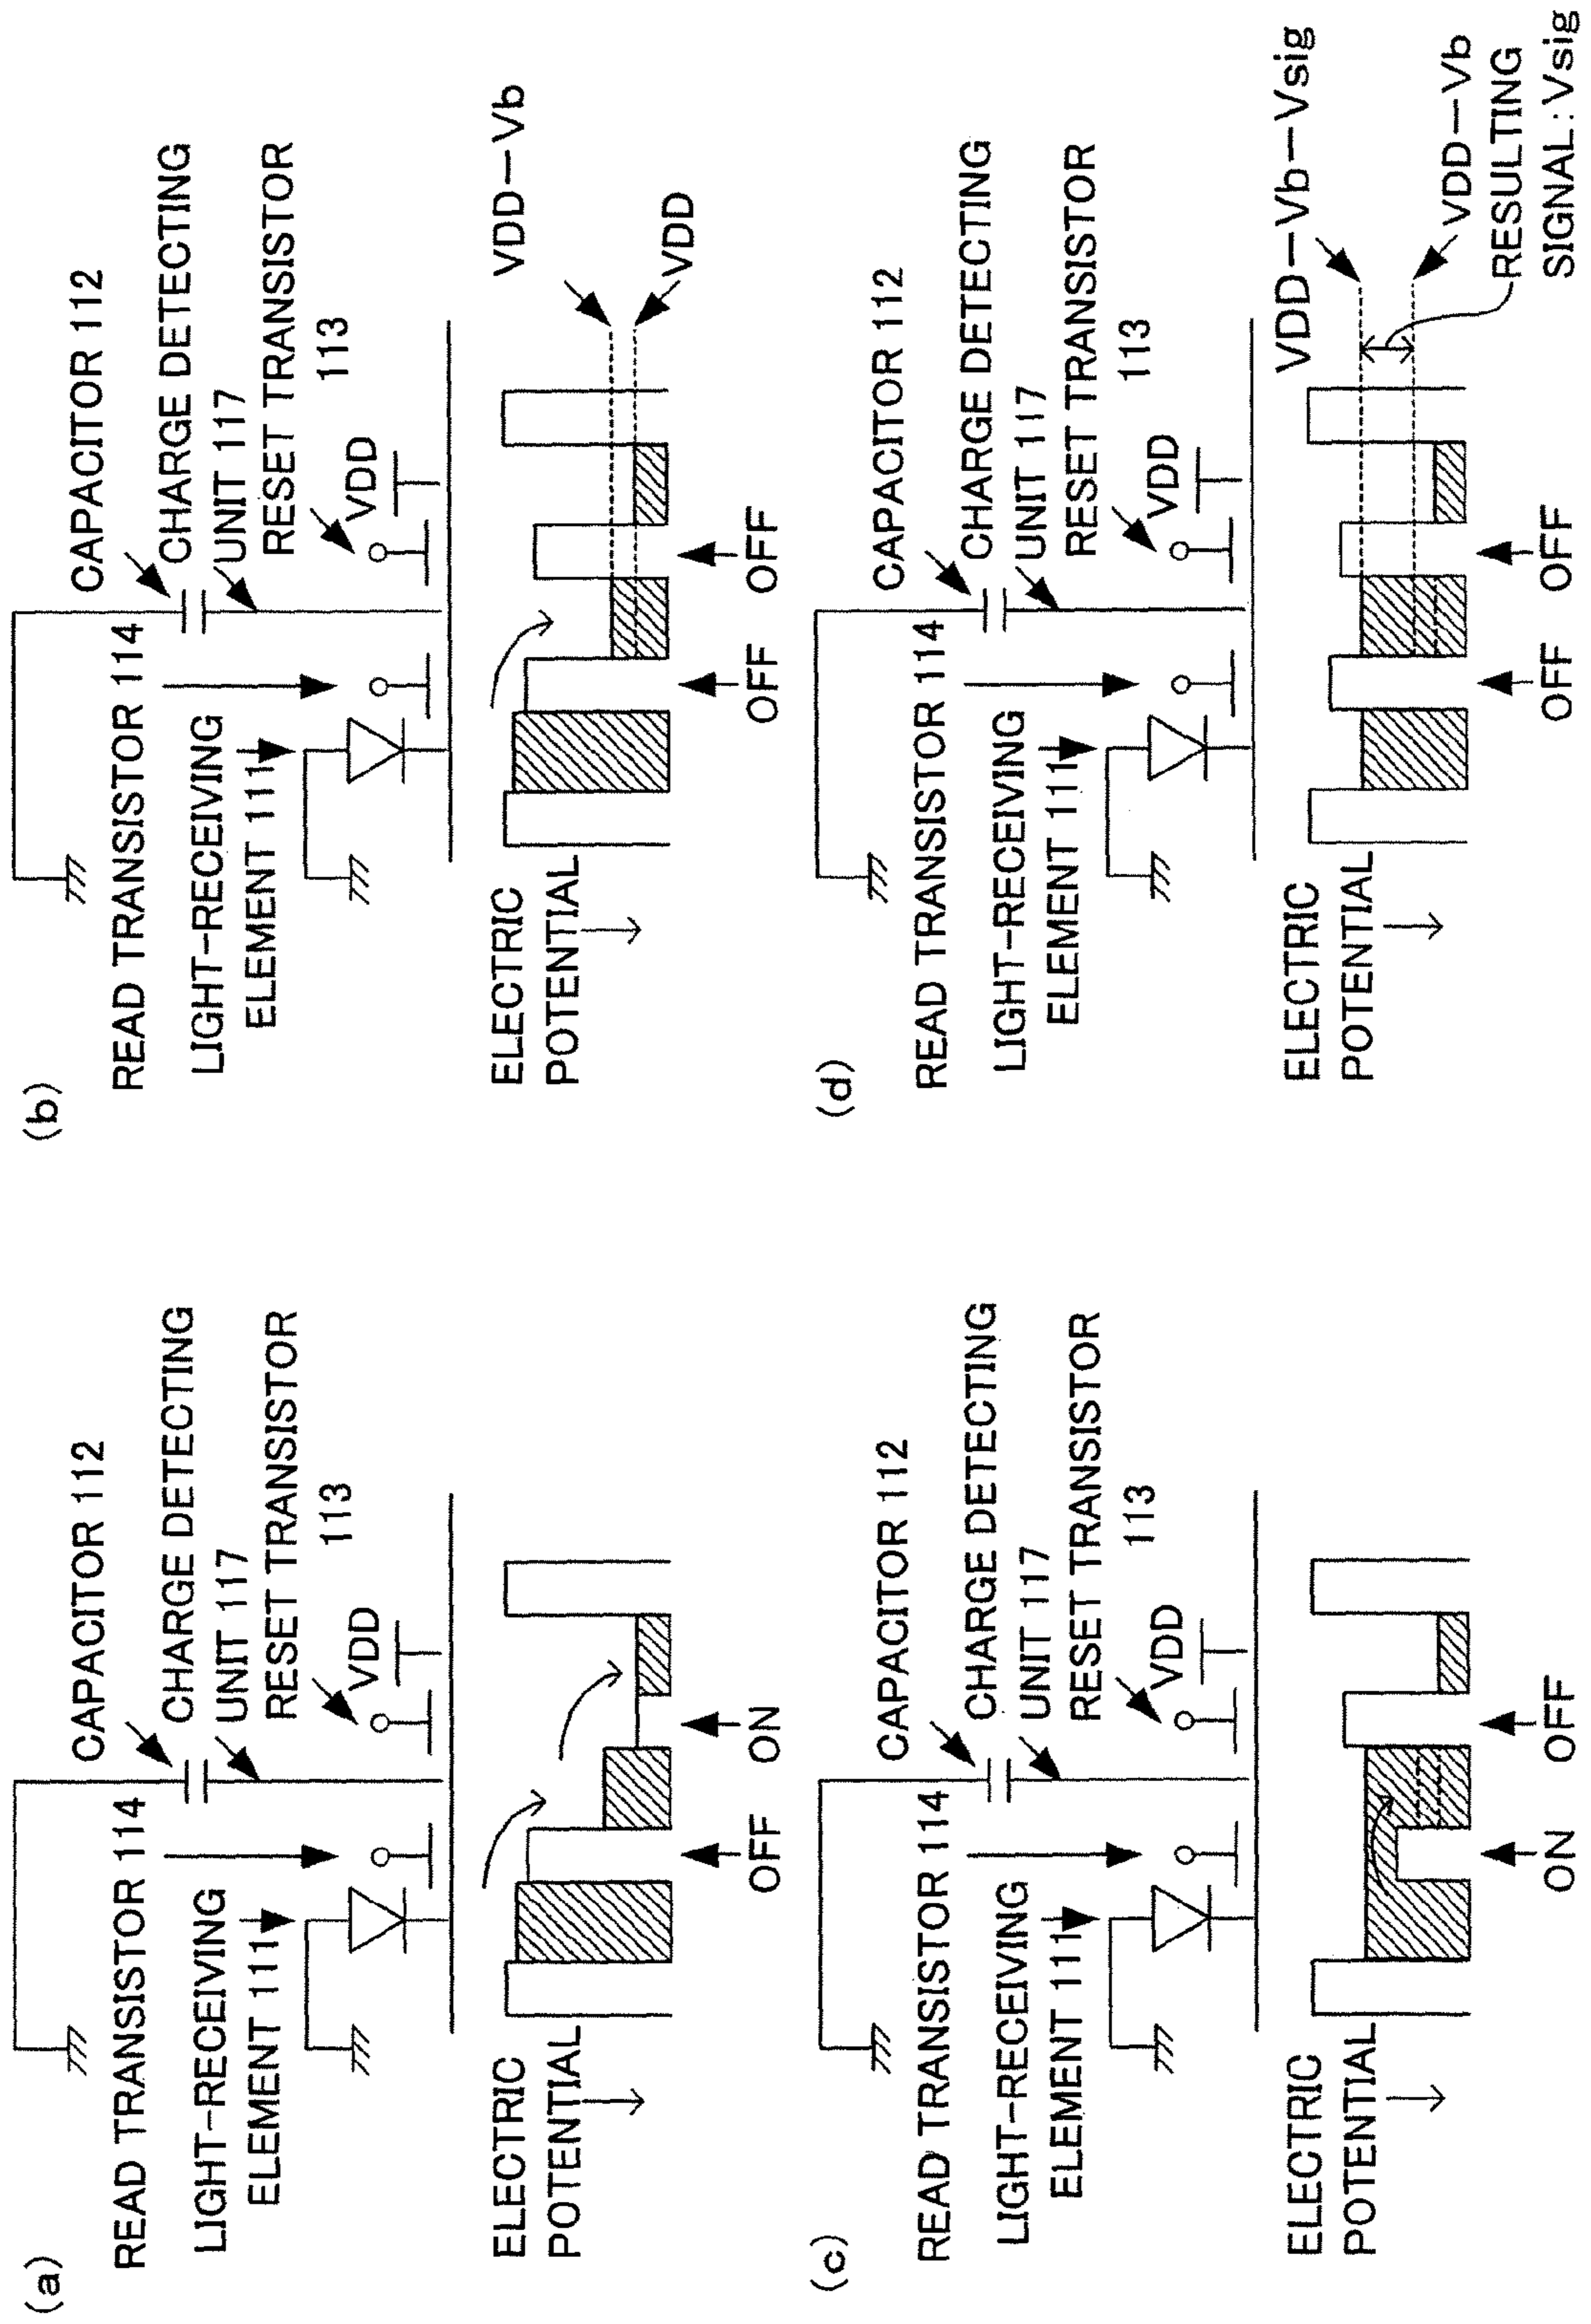 (a)
CAPACITOR 112
READ TRANSISTOR 114
CHARGE DETECTING
UNIT 117
LIGHT-RECEIVING
ELEMENT 111
RESET TRANSISTOR
113
VDD
ELECTRIC
POTENTIAL
OFF
ON
(b)
CAPACITOR 112
READ TRANSISTOR 114
CHARGE DETECTING
UNIT 117
LIGHT-RECEIVING
ELEMENT 111
RESET TRANSISTOR
113
VDD
ELECTRIC
POTENTIAL
VDD-Vb
VDD
OFF
OFF
(c)
CAPACITOR 112
READ TRANSISTOR 114
CHARGE DETECTING
UNIT 117
LIGHT-RECEIVING
ELEMENT 111
RESET TRANSISTOR
113
VDD
ELECTRIC
POTENTIAL
ON
OFF
(d)
CAPACITOR 112
READ TRANSISTOR 114
CHARGE DETECTING
UNIT 117
LIGHT-RECEIVING
ELEMENT 111
RESET TRANSISTOR
113
VDD
ELECTRIC
POTENTIAL
VDD-Vb-Vsig
VDD-Vb
RESULTING
SIGNAL:Vsig
OFF
OFF